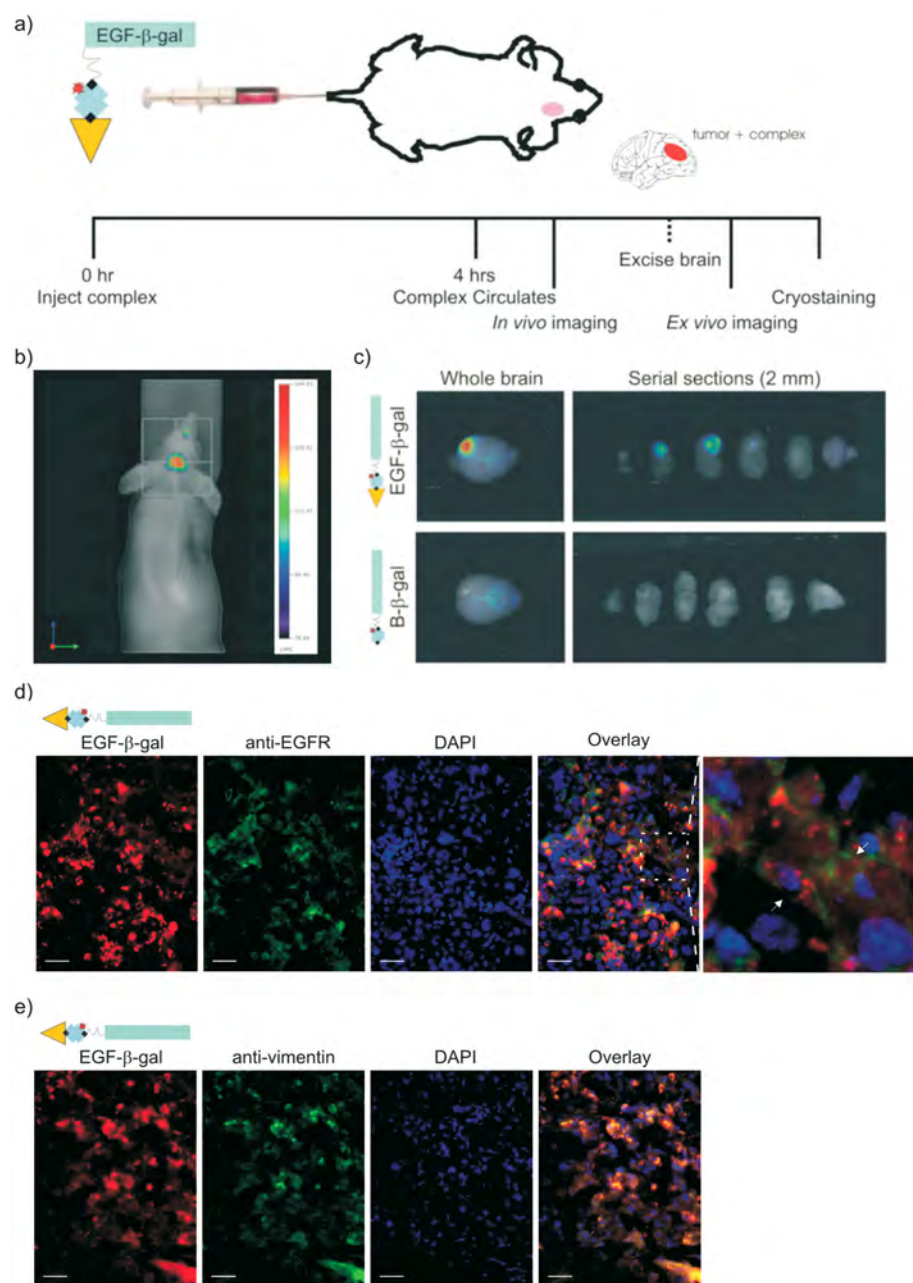 a)
EGF-β-gal
tumor + complex
0 hr
Inject complex
4 hrs
Complex Circulates
In vivo imaging
Excise brain
Ex vivo imaging
Cryostaining
b)
c)
Whole brain
Serial sections (2 mm)
EGF-β-gal
B-β-gal
d)
EGF-β-gal
anti-EGFR
DAPI
Overlay
e)
EGF-β-gal
anti-vimentin
DAPI
Overlay